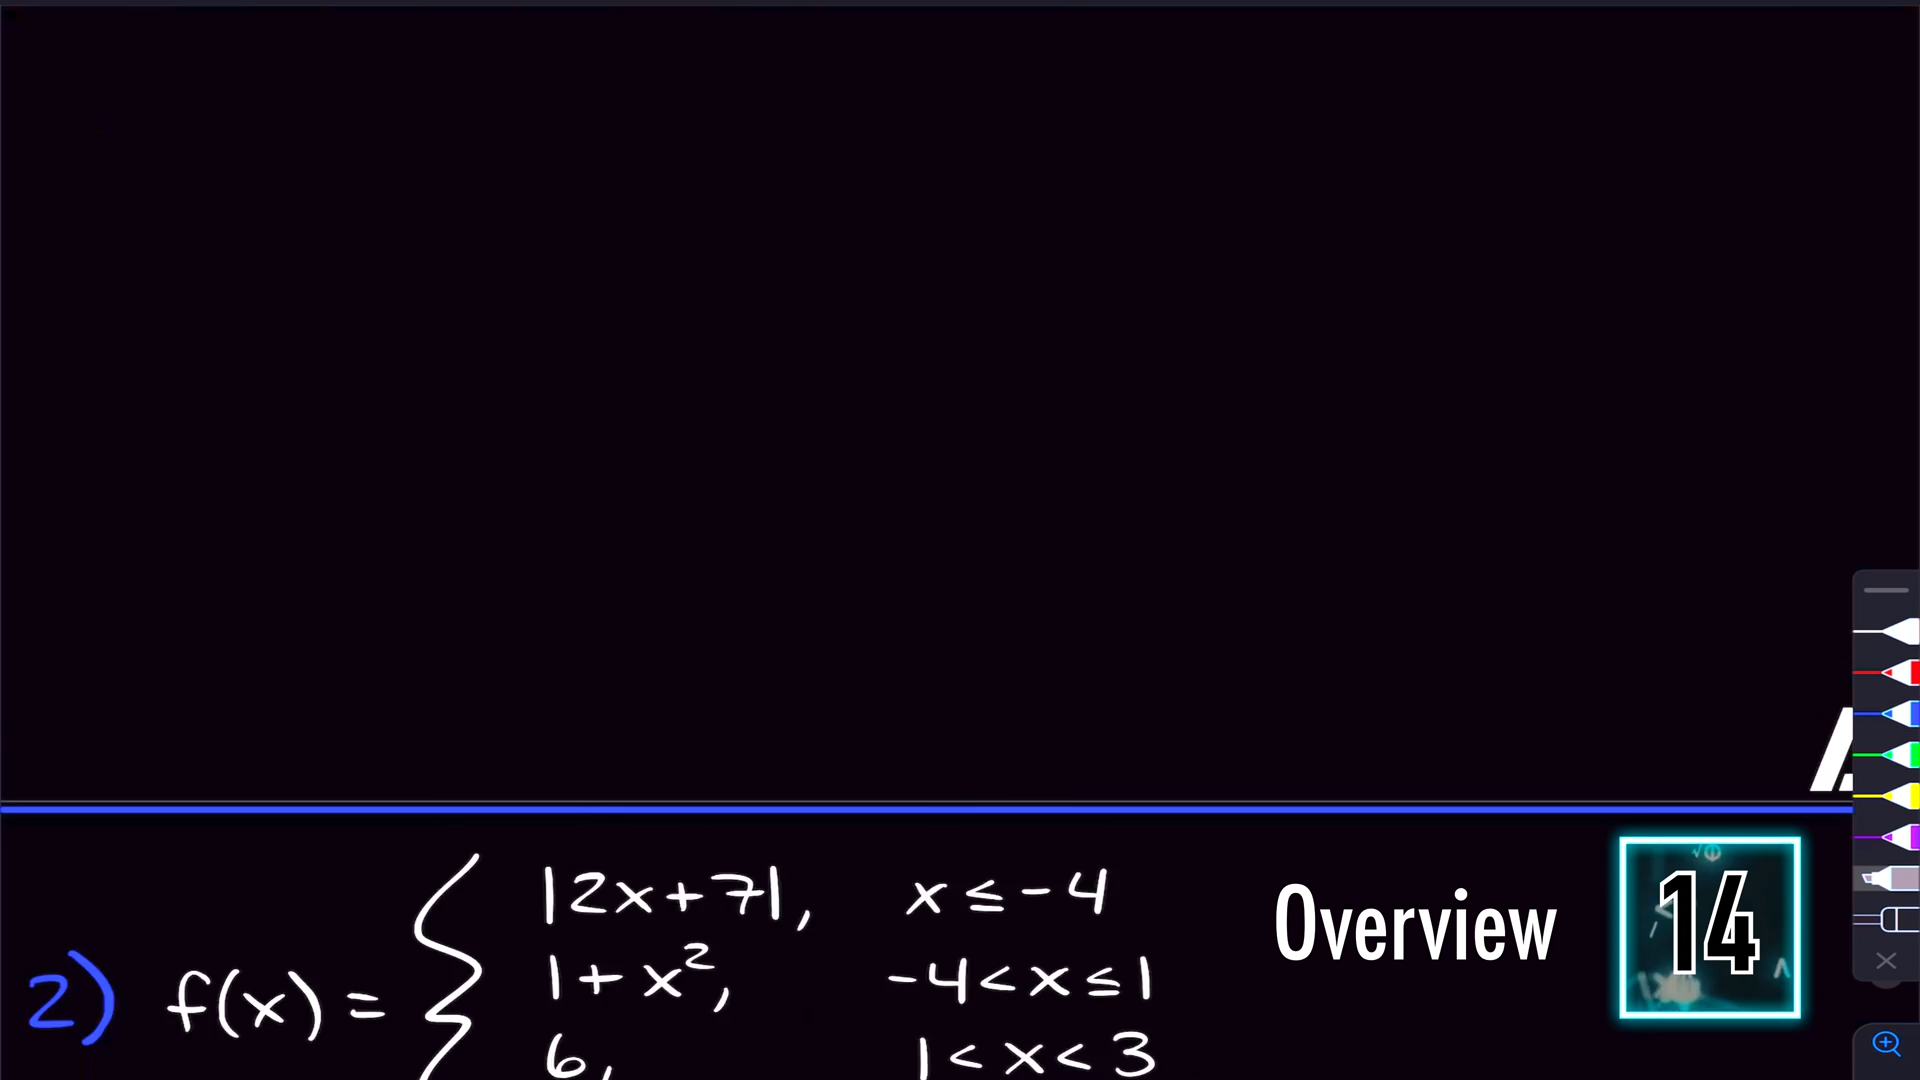 |2x+7|, x ≤ -4
Overview
14
1 + x², -4 < x ≤ 1
2) f(x) = {
6, 1 < x < 3